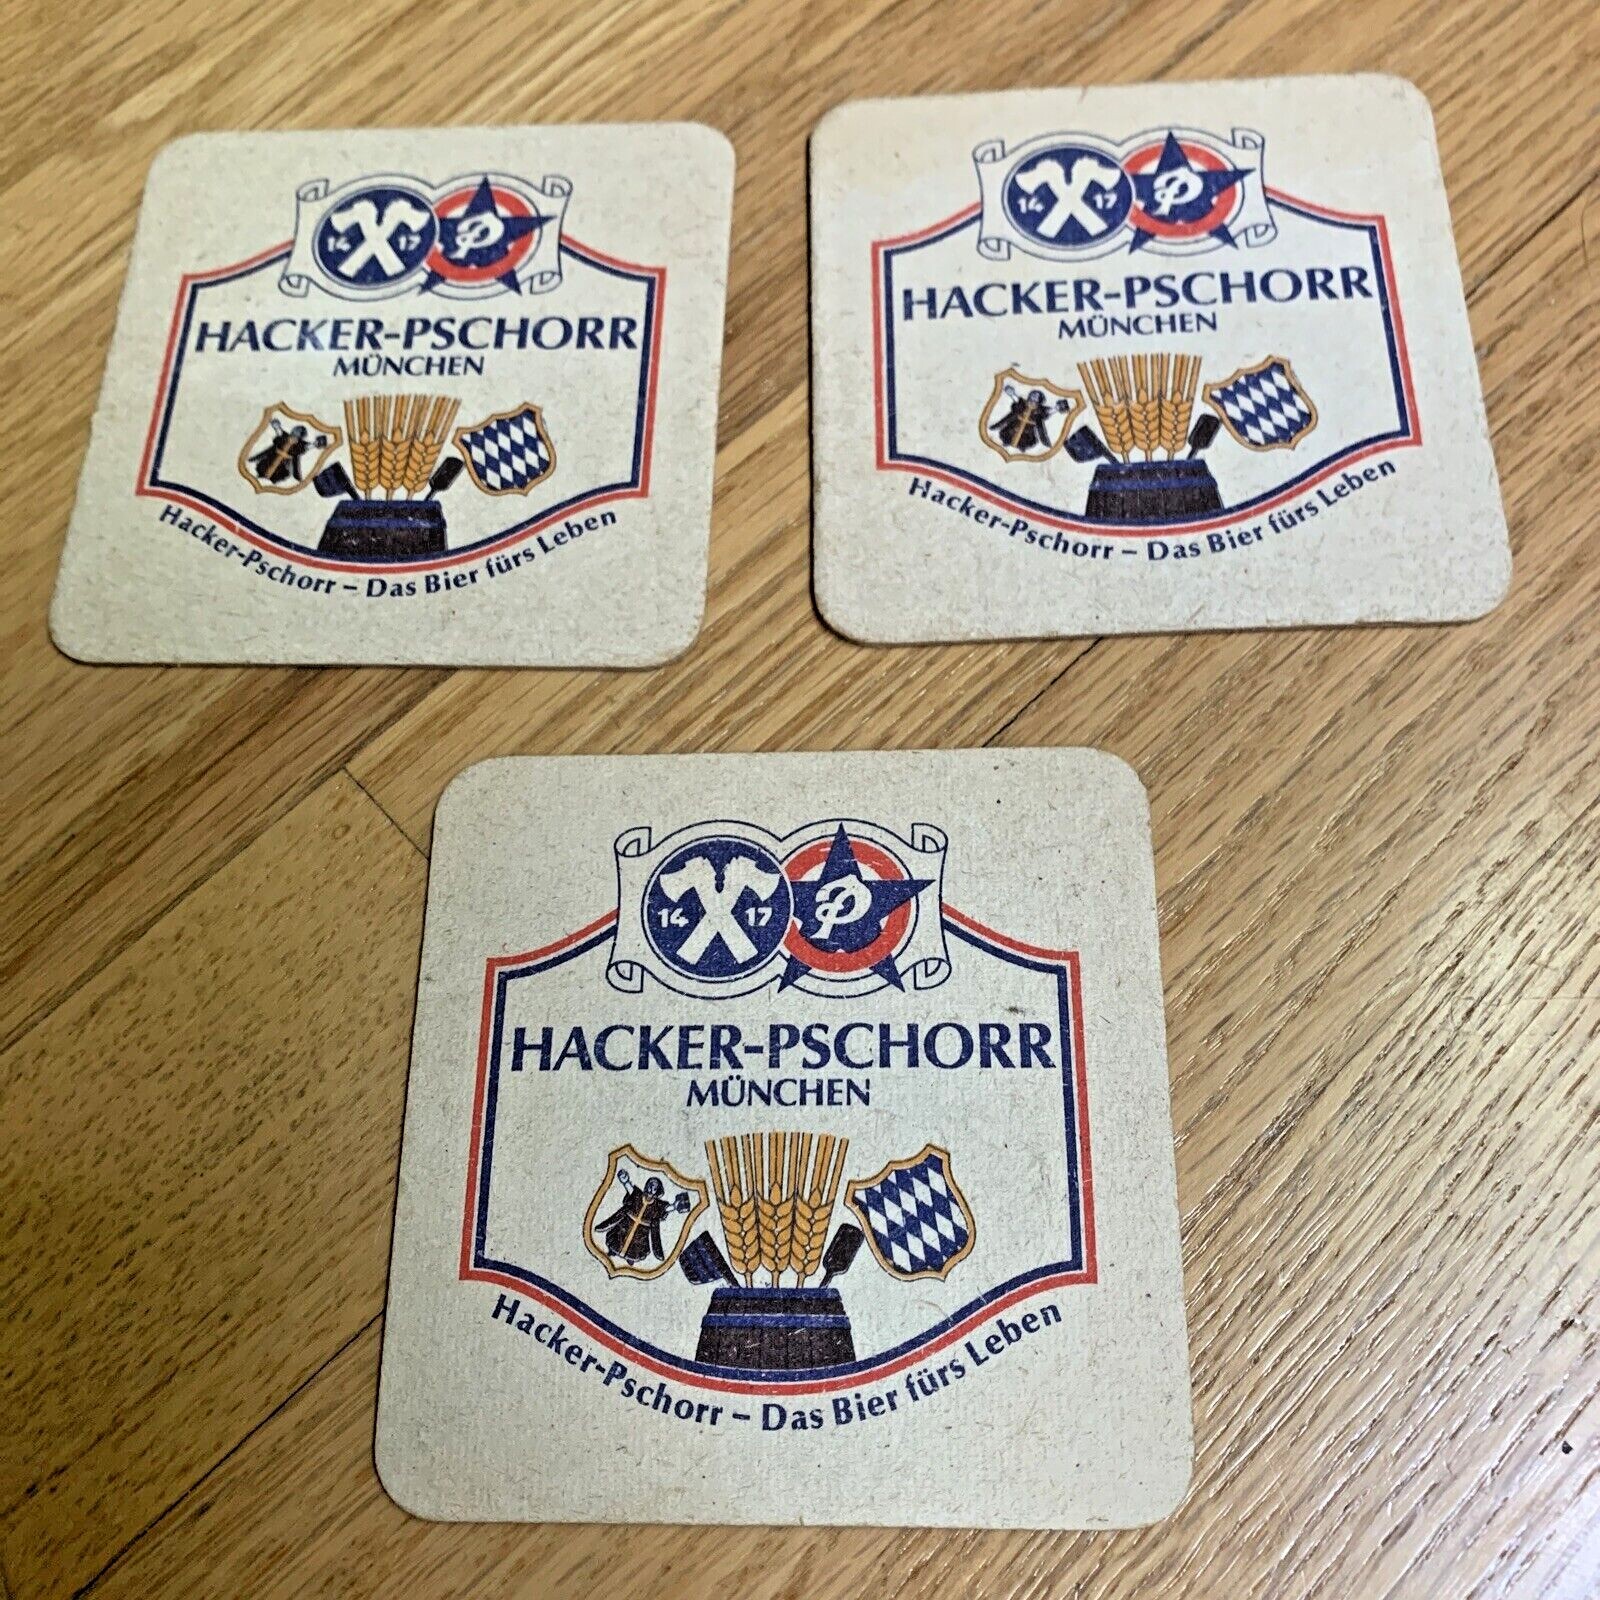 14 17 P
HACKER-PSCHORR
MÜNCHEN
Hacker-Pschorr – Das Bier fürs Leben
14 17 P
HACKER-PSCHORR
MÜNCHEN
Hacker-Pschorr – Das Bier fürs Leben
14 17 P
HACKER-PSCHORR
MÜNCHEN
Hacker-Pschorr – Das Bier fürs Leben